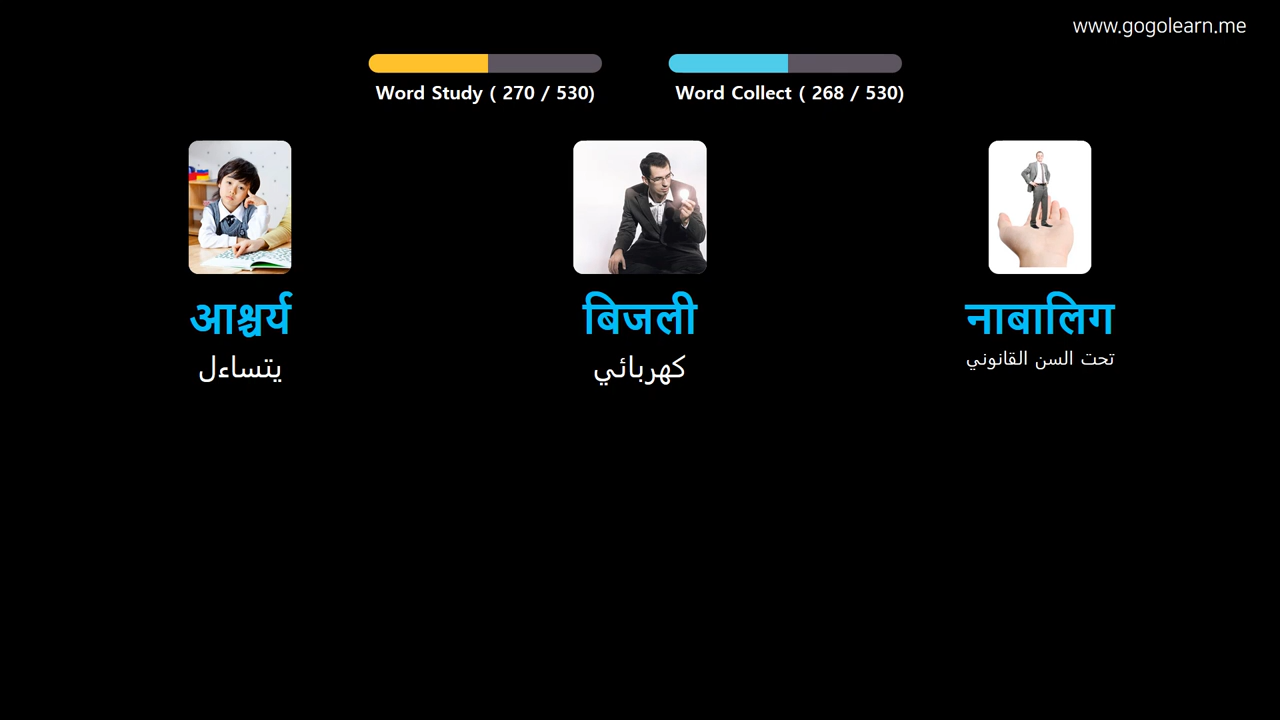 www.gogolearn.me
Word Study ( 270 / 530)
Word Collect ( 268 / 530)
आश्चर्य
يتساءل
बिजली
كهربائي
नाबालिग
تحت السن القانوني